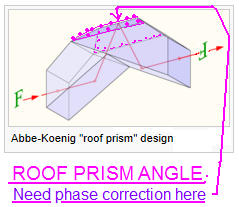 F
F
Abbe-Koenig "roof prism" design
ROOF PRISM ANGLE.
Need phase correction here